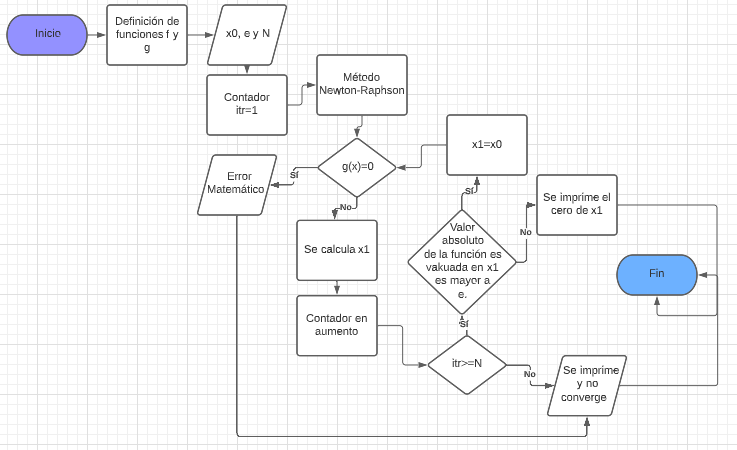 Inicio
Definición de
funciones f y
g
x0, e y N
Contador
itr=1
Método
Newton-Raphson
g(x)=0
Sí
Error
Matemático
No
Se calcula x1
Contador en
aumento
itr>=N
Sí
Valor
absoluto
de la función es
vakuada en x1
es mayor a
e.
Sí
x1=x0
No
Se imprime el
cero de x1
No
Se imprime
y no
converge
Fin